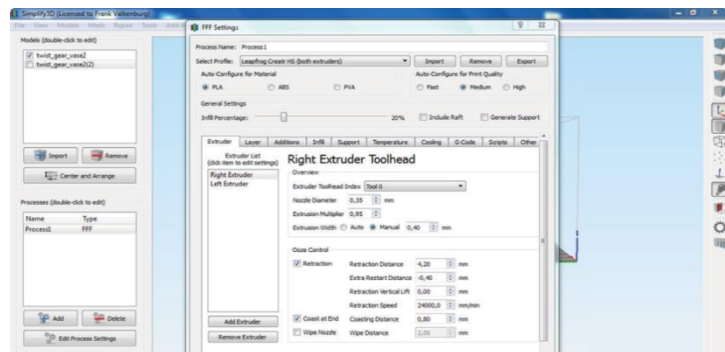 Simplify3D (Licensed to Frank Valkenburg)
File View Models Mesh Repair Tools Add-
Models (double-click to edit)
twist_gear_vase2
twist_gear_vase2(2)
Import Remove
Center and Arrange
Processes (double-click to edit)
Name Type
Process1 FFF
Add Delete
Edit Process Settings
FFF Settings
Process Name: Process1
Select Profile: Leapfrog Creatr HS (both extruders) Import Remove Export
Auto-Configure for Material Auto-Configure for Print Quality
PLA ABS PVA Fast Medium High
General Settings
Infill Percentage: 20% Include Raft Generate Support
Extruder Layer Additions Infill Support Temperature Cooling G-Code Scripts Other
Extruder List
(click item to edit settings)
Right Extruder
Left Extruder
Add Extruder
Remove Extruder
Right Extruder Toolhead
Overview
Extruder Toolhead Index Tool 0
Nozzle Diameter 0,35 mm
Extrusion Multiplier 0,95
Extrusion Width Auto Manual 0,40 mm
Ooze Control
Retraction Retraction Distance 4,20 mm
Extra Restart Distance -0,40 mm
Retraction Vertical Lift 0,00 mm
Retraction Speed 24000,0 mm/min
Coast at End Coasting Distance 0,80 mm
Wipe Nozzle Wipe Distance 2,00 mm